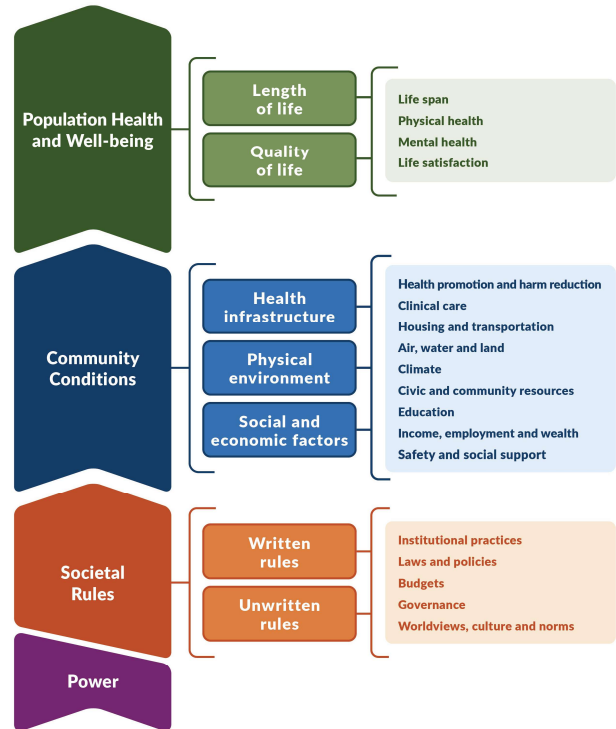 Population Health
and Well-being
Length
of life
Quality
of life
Life span
Physical health
Mental health
Life satisfaction
Community
Conditions
Health
infrastructure
Physical
environment
Social and
economic factors
Health promotion and harm reduction
Clinical care
Housing and transportation
Air, water and land
Climate
Civic and community resources
Education
Income, employment and wealth
Safety and social support
Societal
Rules
Written
rules
Unwritten
rules
Institutional practices
Laws and policies
Budgets
Governance
Worldviews, culture and norms
Power